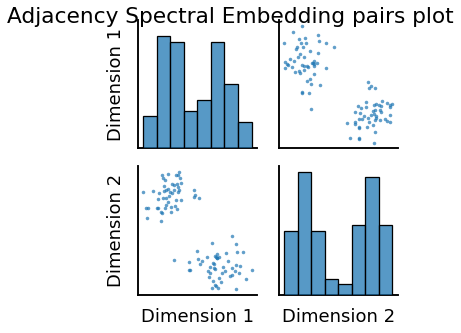 Adjacency Spectral Embedding pairs plot
Dimension 1
Dimension 2
Dimension 1
Dimension 2